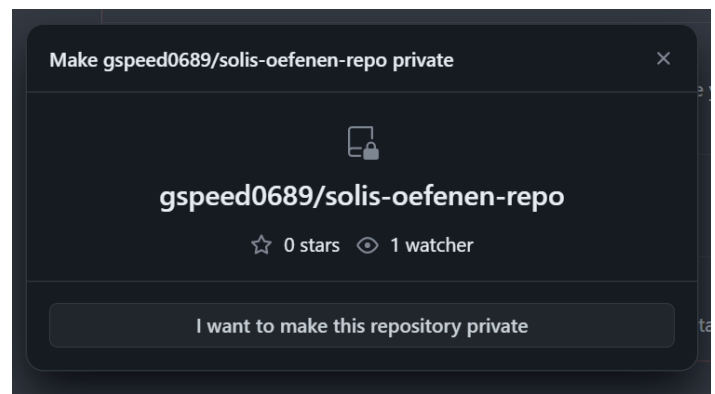 Make gspeed0689/solis-oefenen-repo private
gspeed0689/solis-oefenen-repo
0 stars 1 watcher
I want to make this repository private